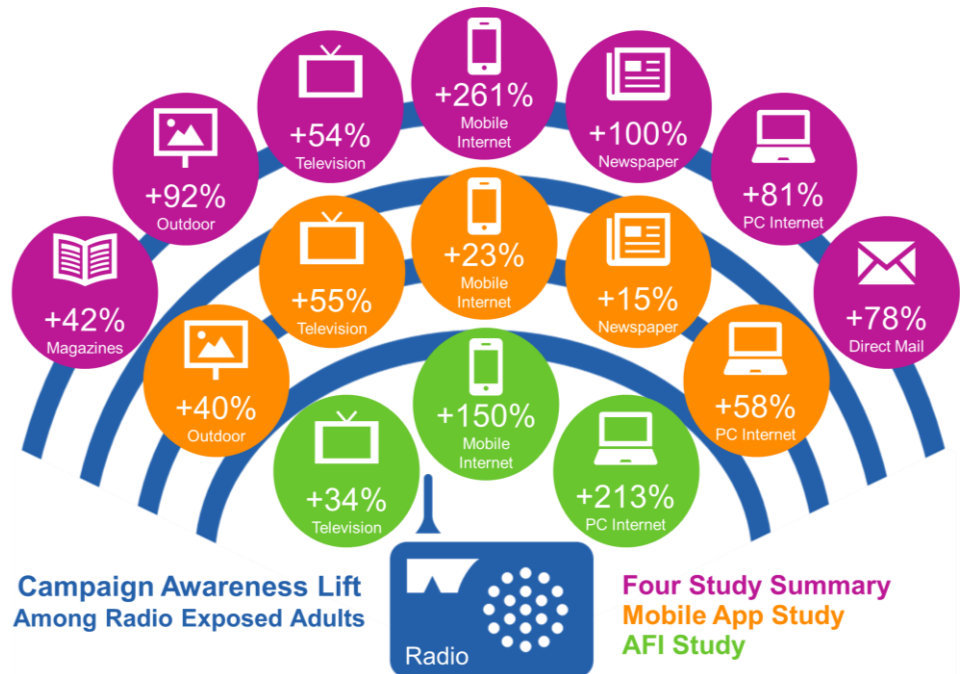 +261%
Mobile
Internet
+54%
Television
+100%
Newspaper
+92%
Outdoor
+81%
PC Internet
+42%
Magazines
+78%
Direct Mail
+23%
Mobile
Internet
+55%
Television
+15%
Newspaper
+40%
Outdoor
+58%
PC Internet
+150%
Mobile
Internet
+34%
Television
+213%
PC Internet
Campaign Awareness Lift
Among Radio Exposed Adults
Radio
Four Study Summary
Mobile App Study
AFI Study